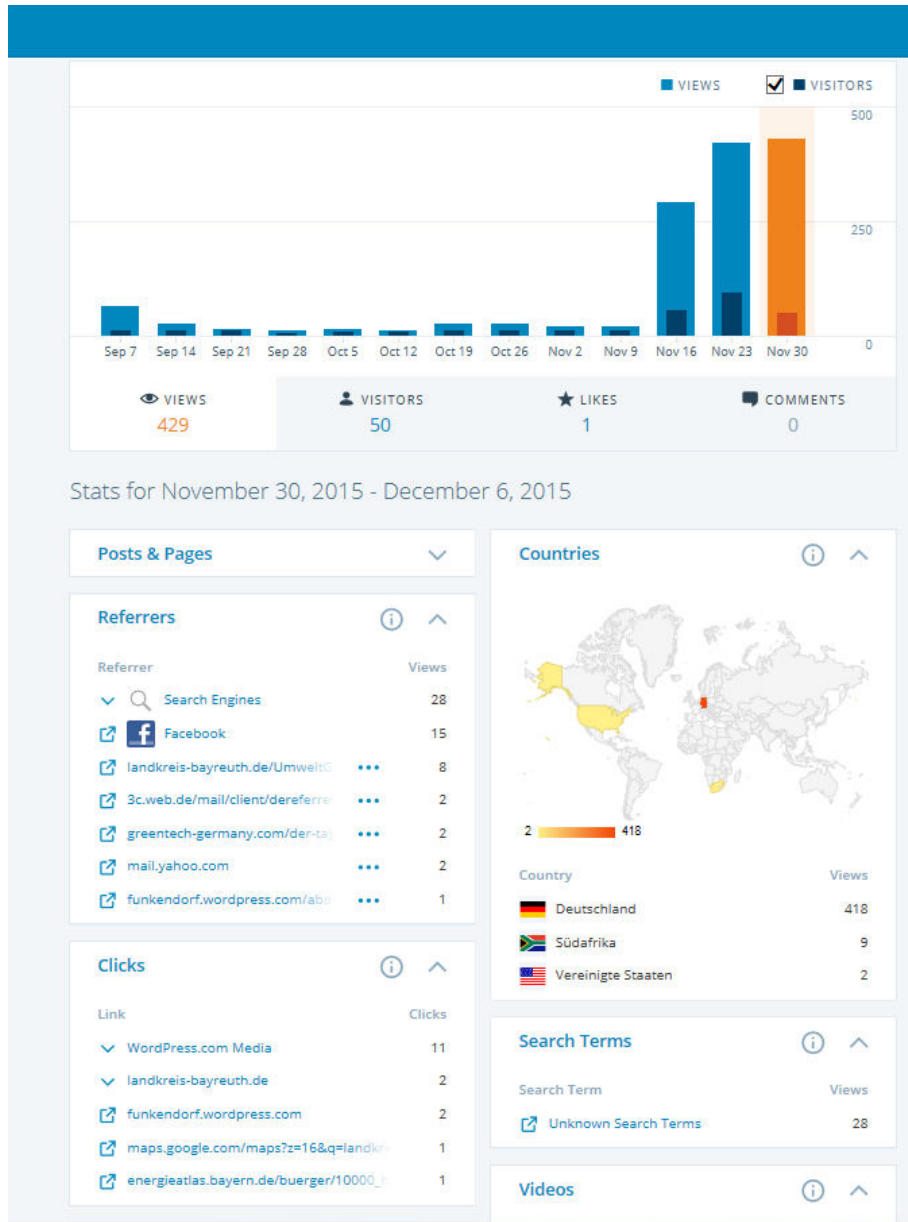 VIEWS VISITORS
500
250
0
Sep 7 Sep 14 Sep 21 Sep 28 Oct 5 Oct 12 Oct 19 Oct 26 Nov 2 Nov 9 Nov 16 Nov 23 Nov 30
VIEWS VISITORS LIKES COMMENTS
429 50 1 0
Stats for November 30, 2015 - December 6, 2015
Posts & Pages
Referrers
Referrer Views
Search Engines 28
Facebook 15
landkreis-bayreuth.de/UmweltG ••• 8
3c.web.de/mail/client/dereferre ••• 2
greentech-germany.com/der-ta ••• 2
mail.yahoo.com ••• 2
funkendorf.wordpress.com/ab ••• 1
Clicks
Link Clicks
WordPress.com Media 11
landkreis-bayreuth.de 2
funkendorf.wordpress.com 2
maps.google.com/maps?z=16&q=landkr 1
energieatlas.bayern.de/buerger/10000_ 1
Countries
2 418
Country Views
Deutschland 418
Südafrika 9
Vereinigte Staaten 2
Search Terms
Search Term Views
Unknown Search Terms 28
Videos